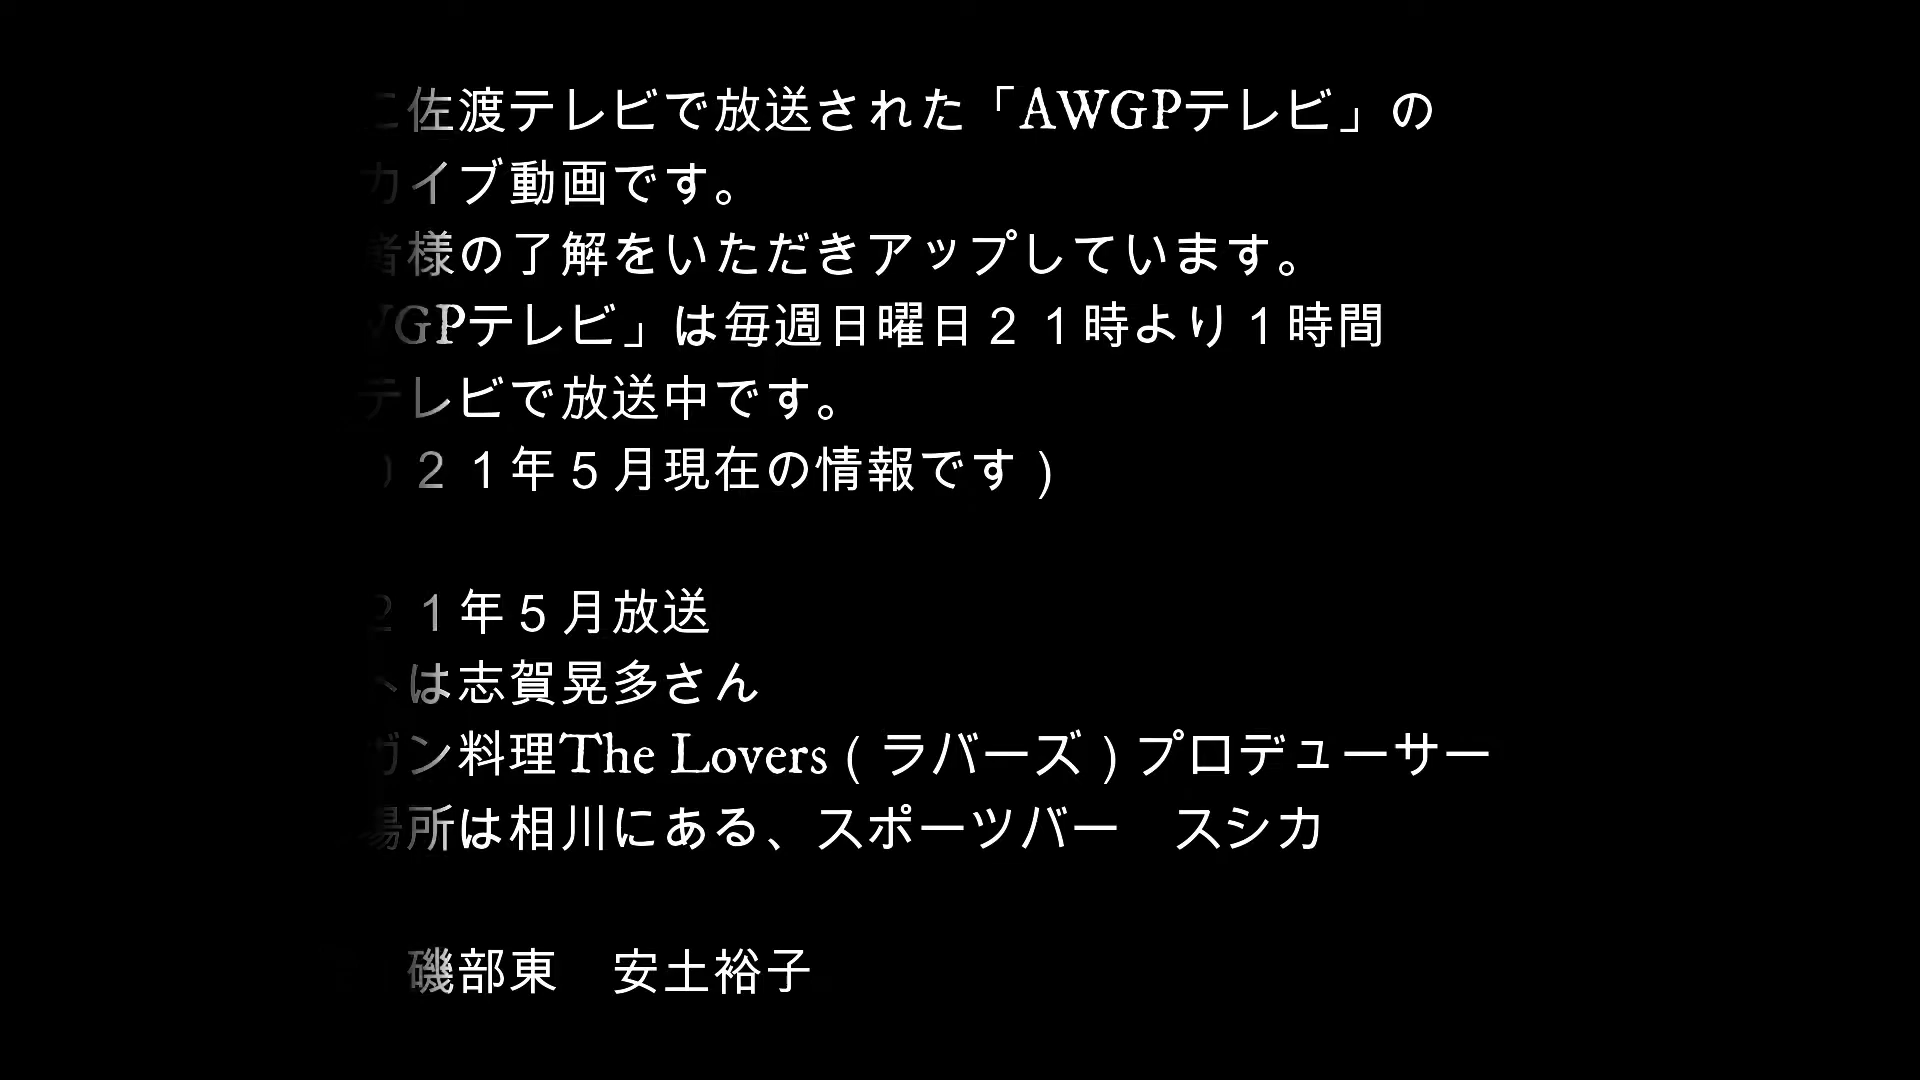 に佐渡テレビで放送された「AWGPテレビ」の
カイブ動画です。
者様の了解をいただきアップしています。
WGPテレビ」は毎週日曜日２１時より１時間
テレビで放送中です。
２１年５月現在の情報です）
２１年５月放送
トは志賀晃多さん
ガン料理The Lovers（ラバーズ）プロデューサー
場所は相川にある、スポーツバー　スシカ
磯部東　安土裕子